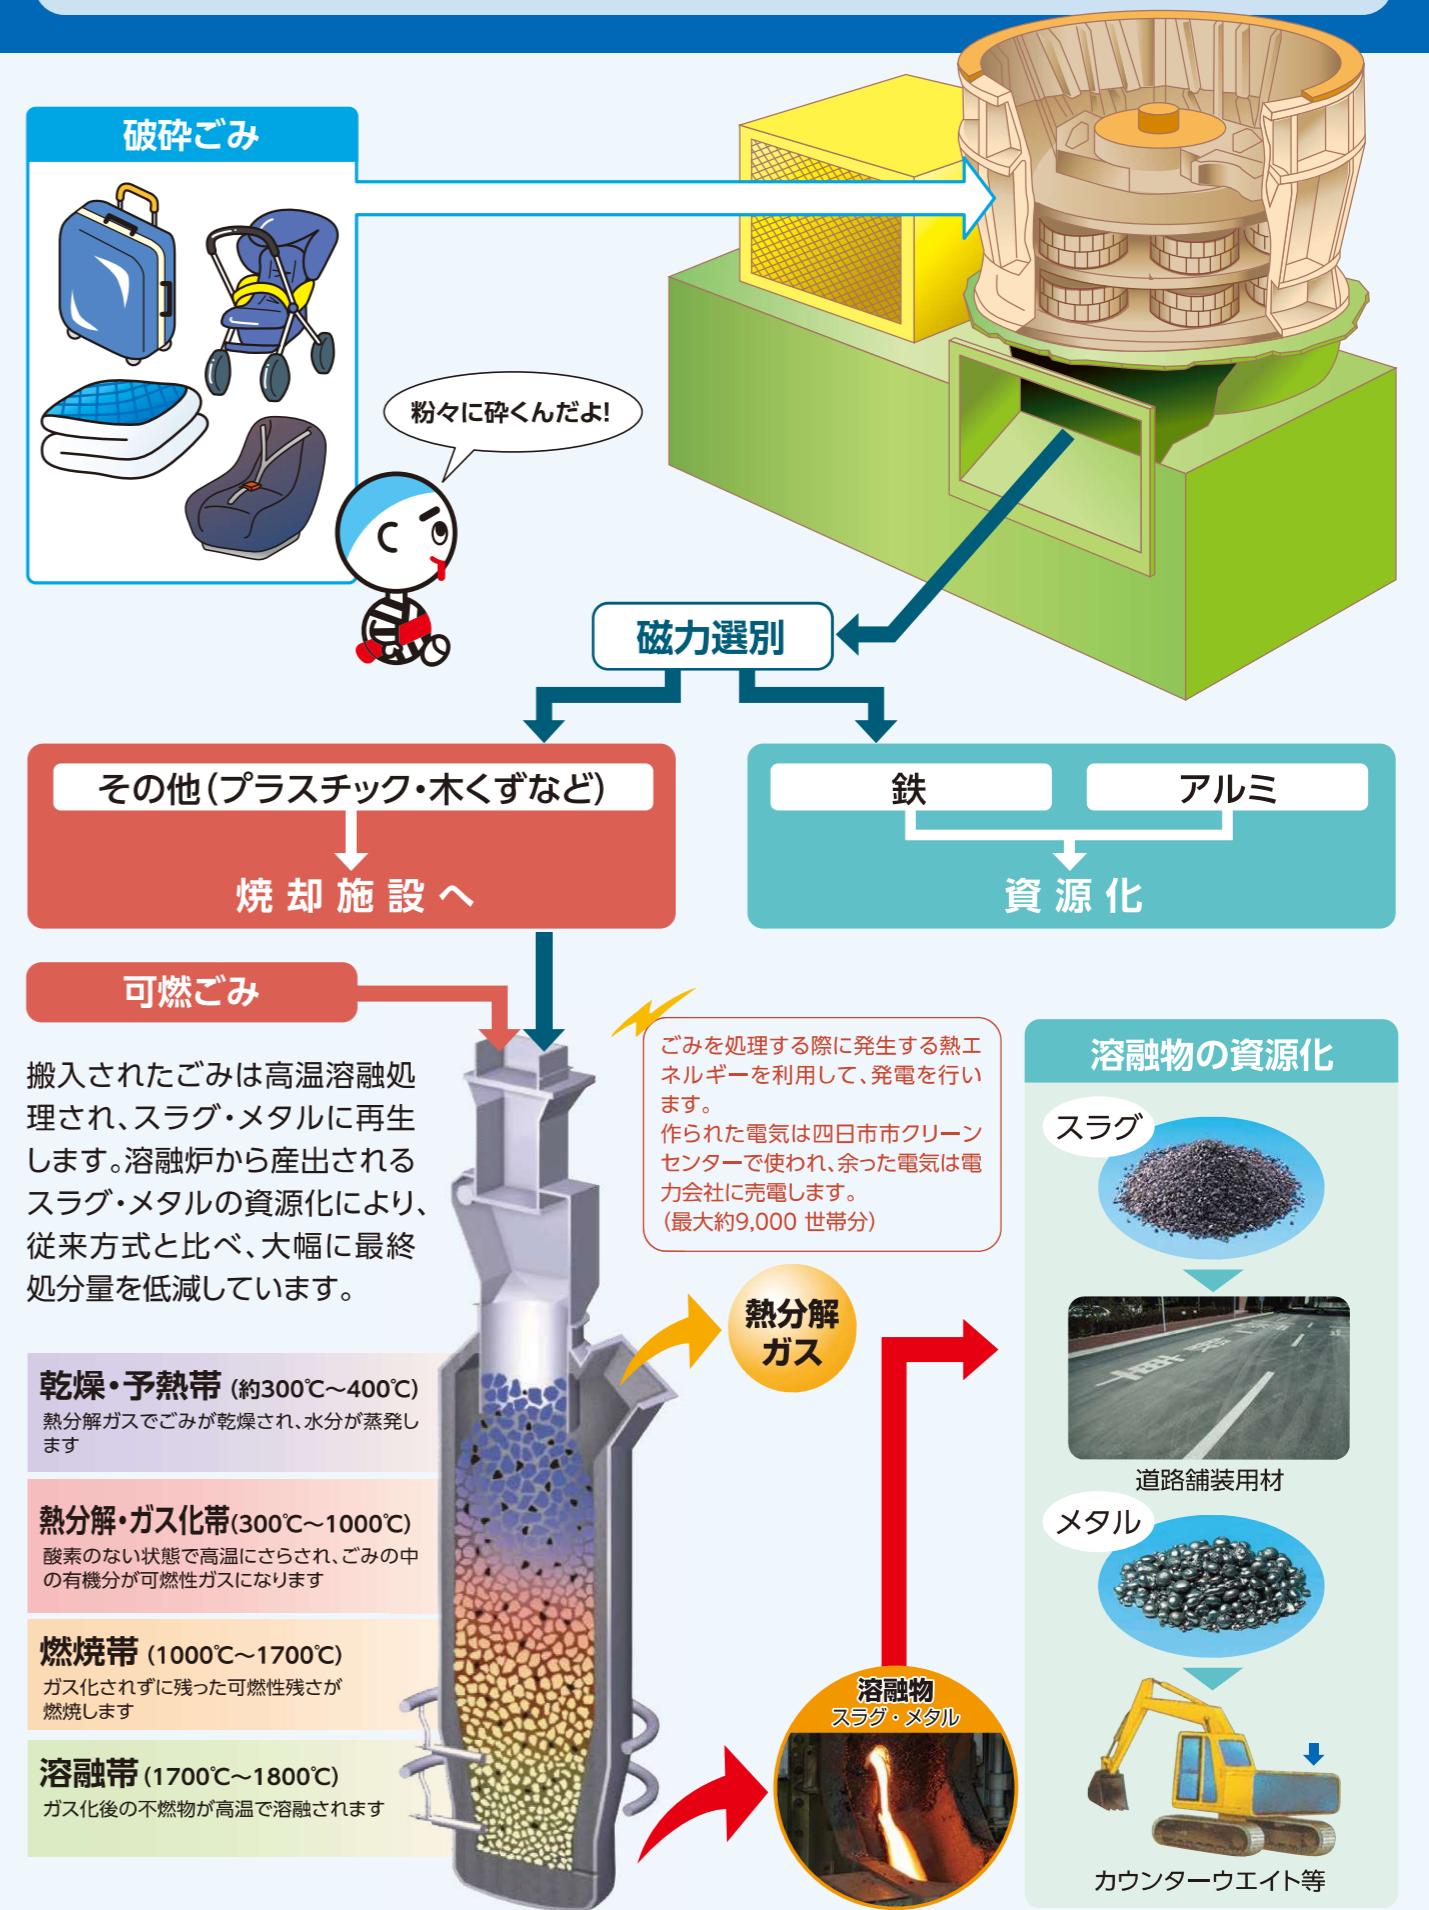 破砕ごみ
粉々に砕くんだよ!
磁力選別
その他(プラスチック・木くずなど)
焼却施設へ
鉄
アルミ
資源化
可燃ごみ
搬入されたごみは高温溶融処
理され、スラグ・メタルに再生
します。溶融炉から産出される
スラグ・メタルの資源化により、
従来方式と比べ、大幅に最終
処分量を低減しています。
ごみを処理する際に発生する熱エ
ネルギーを利用して、発電を行い
ます。
作られた電気は四日市市クリーン
センターで使われ、余った電気は電
力会社に売電します。
(最大約9,000 世帯分)
熱分解
ガス
乾燥・予熱帯 (約300℃～400℃)
熱分解ガスでごみが乾燥され、水分が蒸発し
ます
熱分解・ガス化帯(300℃～1000℃)
酸素のない状態で高温にさらされ、ごみの中
の有機分が可燃性ガスになります
燃焼帯 (1000℃～1700℃)
ガス化されずに残った可燃性残さが
燃焼します
溶融帯 (1700℃～1800℃)
ガス化後の不燃物が高温で溶融されます
溶融物
スラグ・メタル
溶融物の資源化
スラグ
道路舗装用材
メタル
カウンターウエイト等